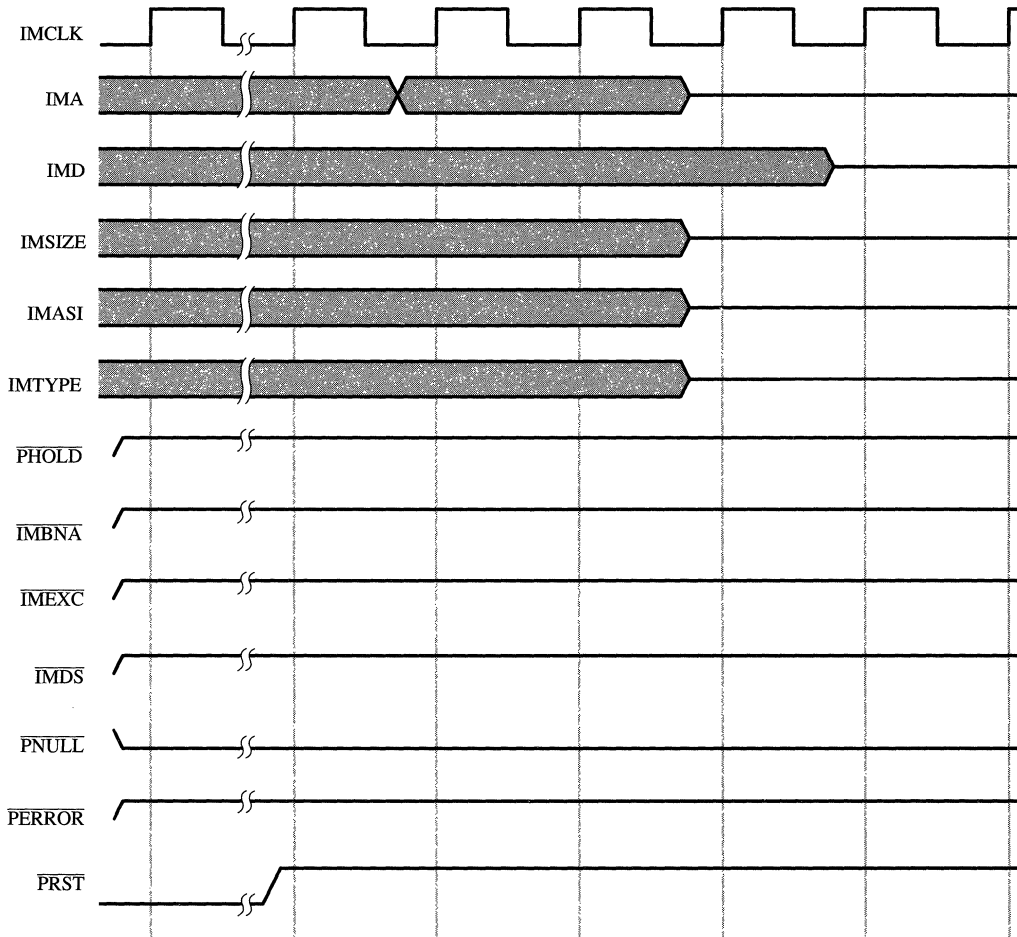 IMCLK
IMA
IMD
IMSIZE
IMASI
IMTYPE
PHOLD
IMBNA
IMEXC
IMDS
PNULL
PERROR
PRST